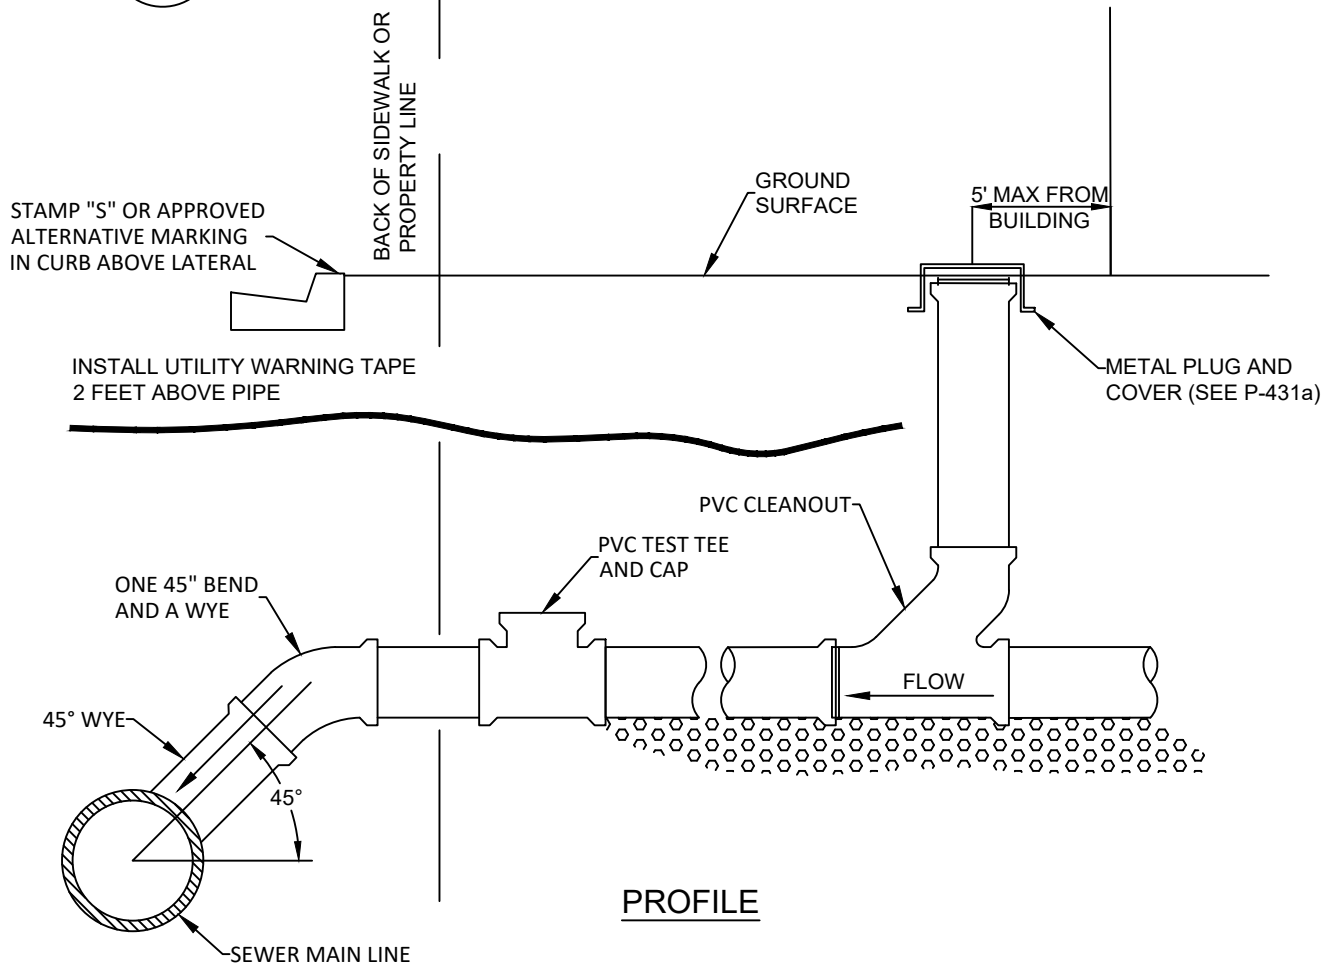 BACK OF SIDEWALK OR
PROPERTY LINE
GROUND
SURFACE
5' MAX FROM
BUILDING
STAMP "S" OR APPROVED
ALTERNATIVE MARKING
IN CURB ABOVE LATERAL
INSTALL UTILITY WARNING TAPE
2 FEET ABOVE PIPE
METAL PLUG AND
COVER (SEE P-431a)
PVC CLEANOUT
PVC TEST TEE
AND CAP
ONE 45" BEND
AND A WYE
FLOW
45° WYE
45°
PROFILE
SEWER MAIN LINE